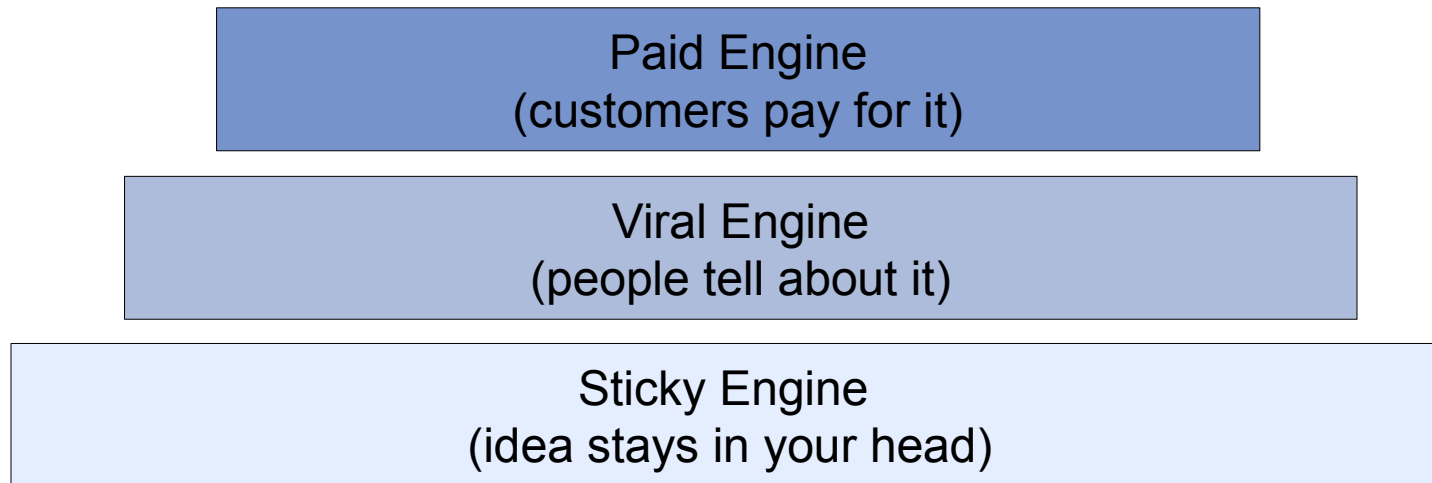 Paid Engine
(customers pay for it)
Viral Engine
(people tell about it)
Sticky Engine
(idea stays in your head)